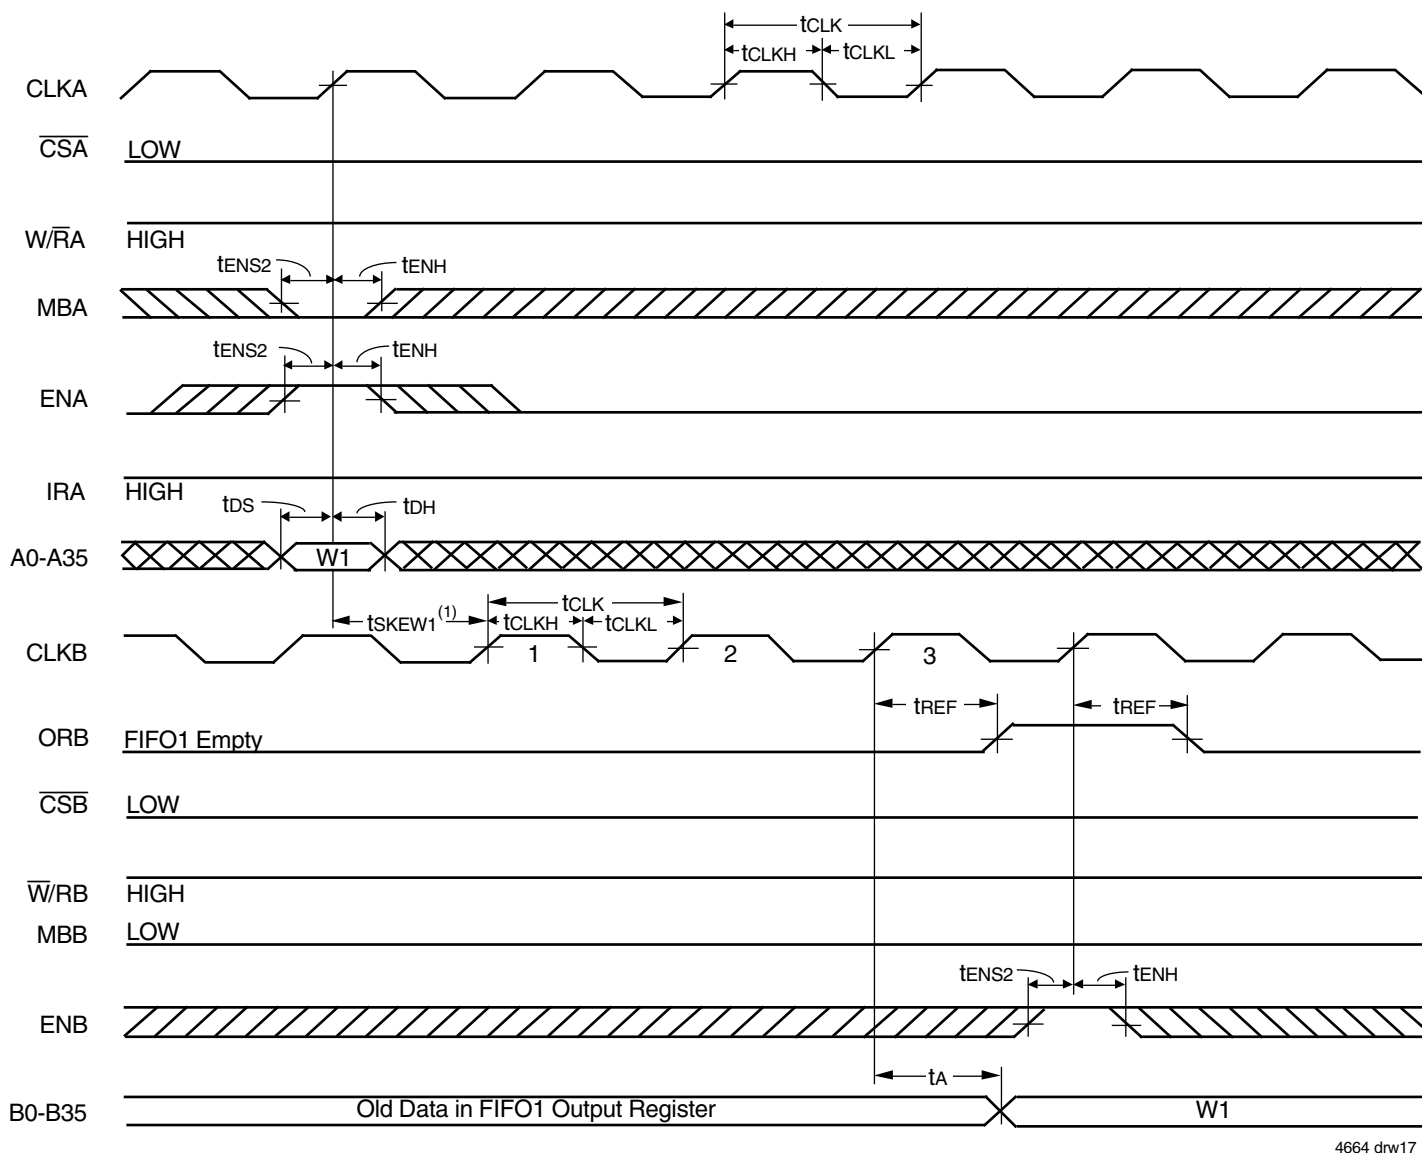 tCLK
tCLKH tCLKL
CLKA
CSA LOW
W/RA HIGH
tENS2 tENH
MBA
tENS2 tENH
ENA
IRA HIGH
tDS tDH
A0-A35 W1
tCLK
tSKEW1(1) tCLKH tCLKL
CLKB 1 2 3
tREF tREF
ORB FIFO1 Empty
CSB LOW
W/RB HIGH
MBB LOW
tENS2 tENH
ENB
tA
B0-B35 Old Data in FIFO1 Output Register W1
4664 drw17